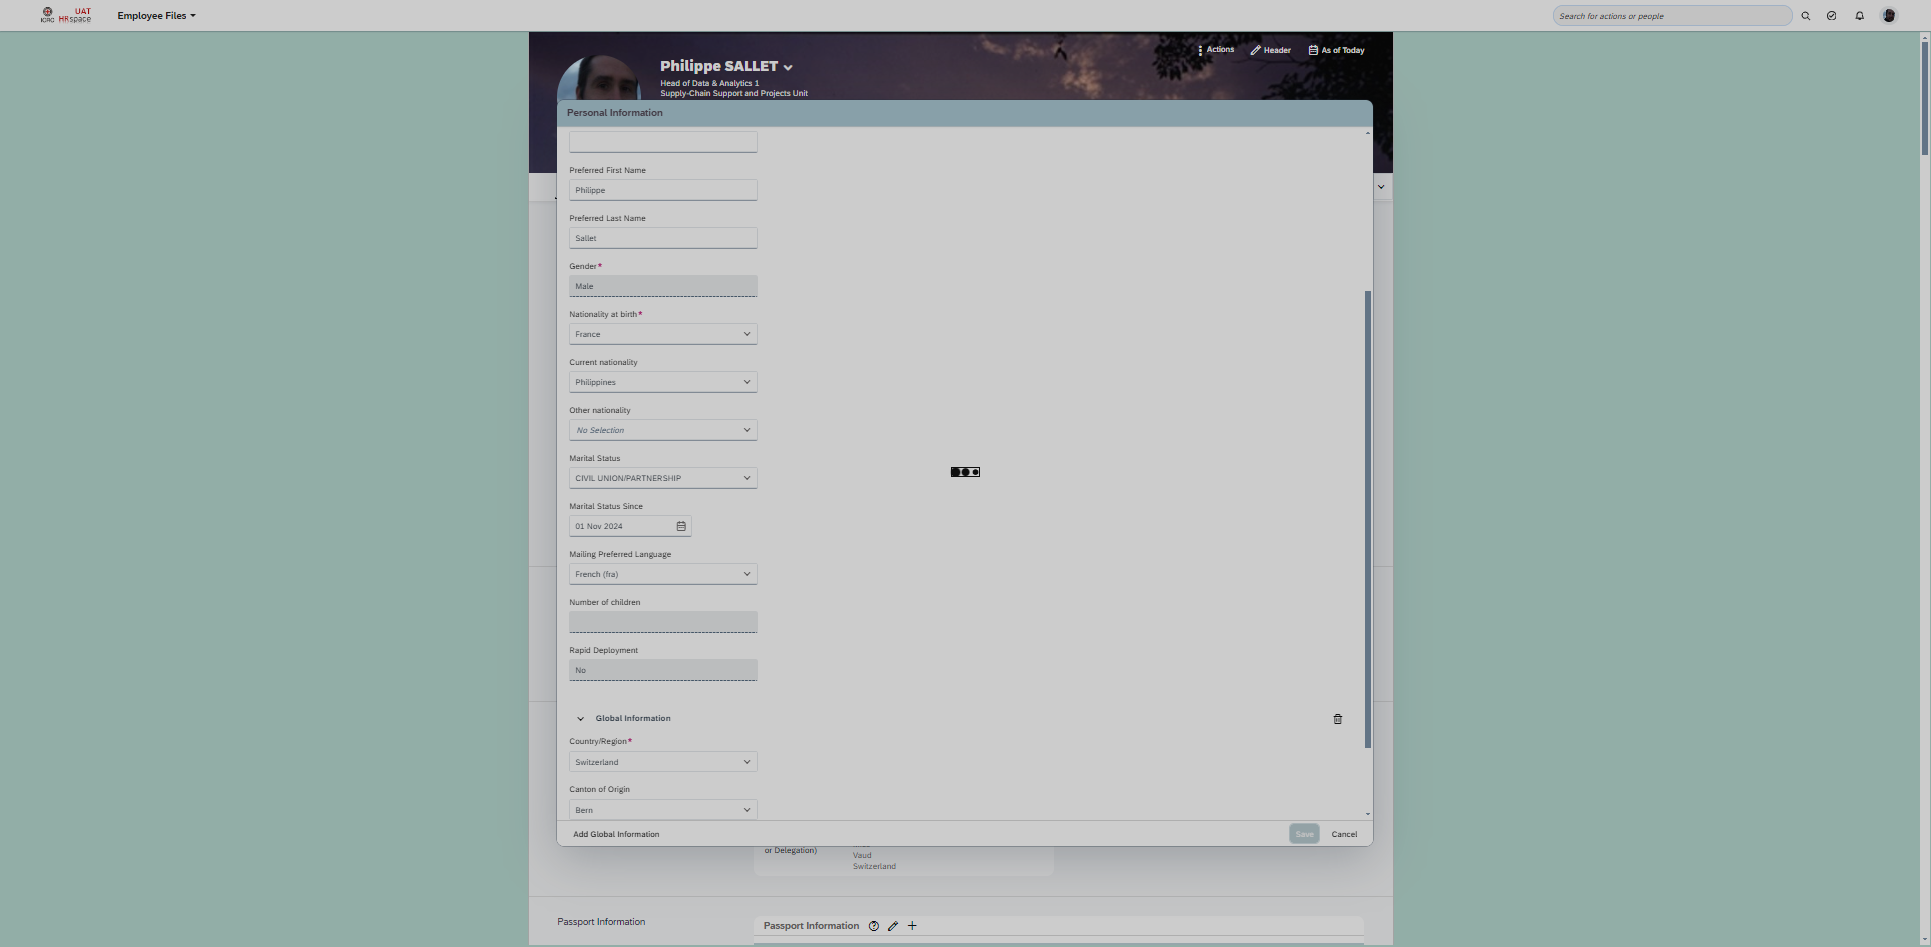 ICRC
UAT
HRspace
Employee Files
Search for actions or people
Actions
Header
As of Today
Philippe SALLET
Head of Data & Analytics 1
Supply-Chain Support and Projects Unit
Personal Information
Preferred First Name
Philippe
Preferred Last Name
Sallet
Gender*
Male
Nationality at birth*
France
Current nationality
Philippines
Other nationality
No Selection
Marital Status
CIVIL UNION/PARTNERSHIP
Marital Status Since
01 Nov 2024
Mailing Preferred Language
French (fra)
Number of children
Rapid Deployment
No
Global Information
Country/Region*
Switzerland
Canton of Origin
Bern
Add Global Information
Save
Cancel
or Delegation)
Vaud
Switzerland
Passport Information
Passport Information